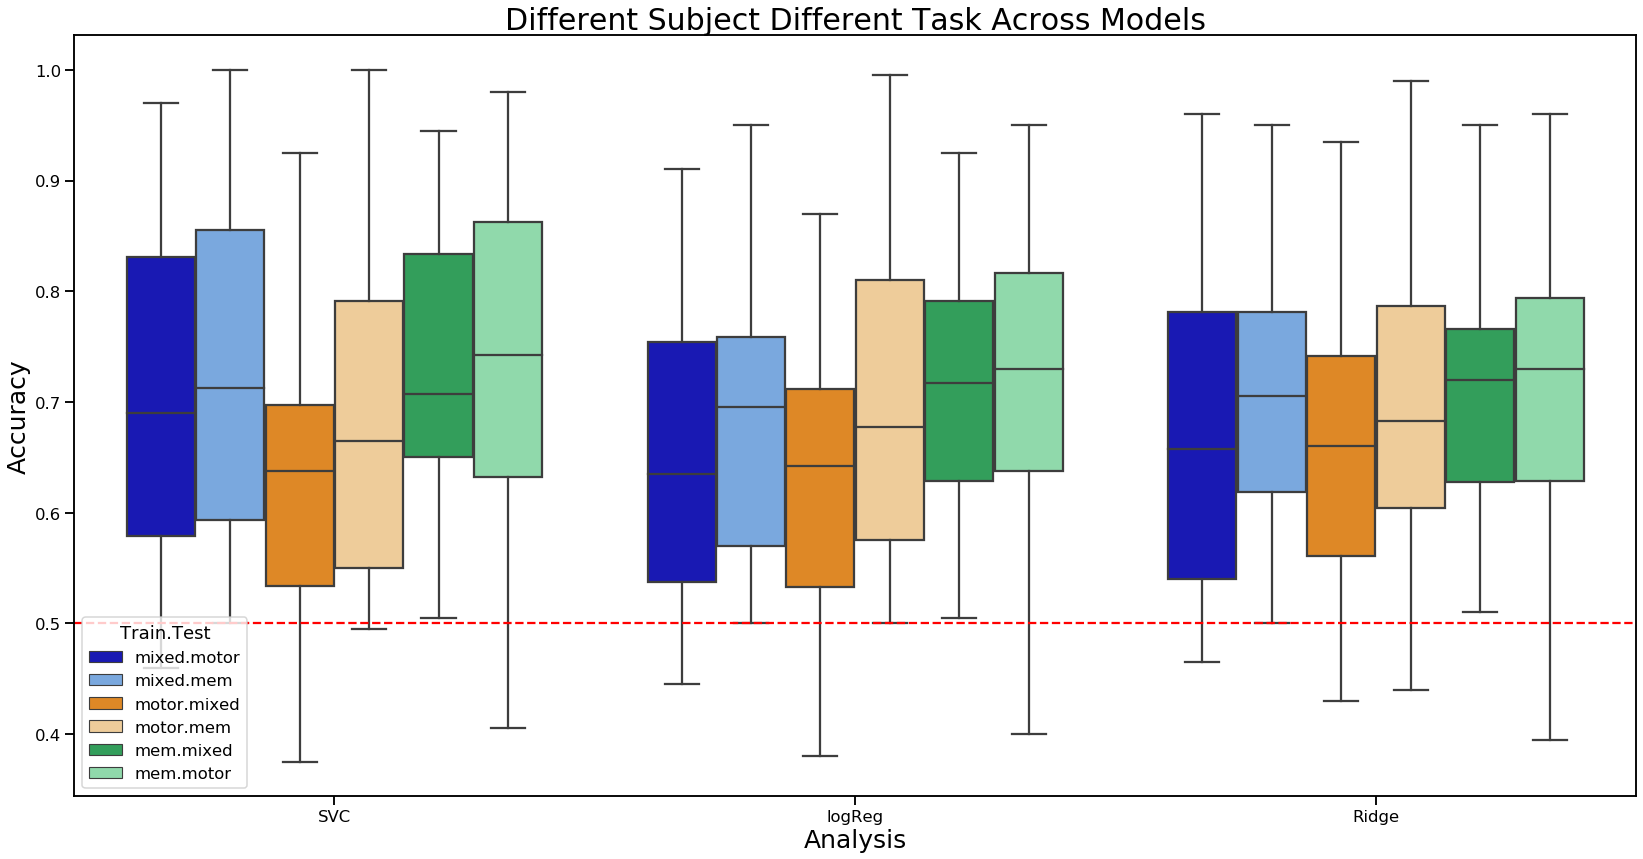 Different Subject Different Task Across Models
Accuracy
1.0
0.9
0.8
0.7
0.6
0.5
0.4
Train.Test
mixed.motor
mixed.mem
motor.mixed
motor.mem
mem.mixed
mem.motor
SVC
logReg
Ridge
Analysis